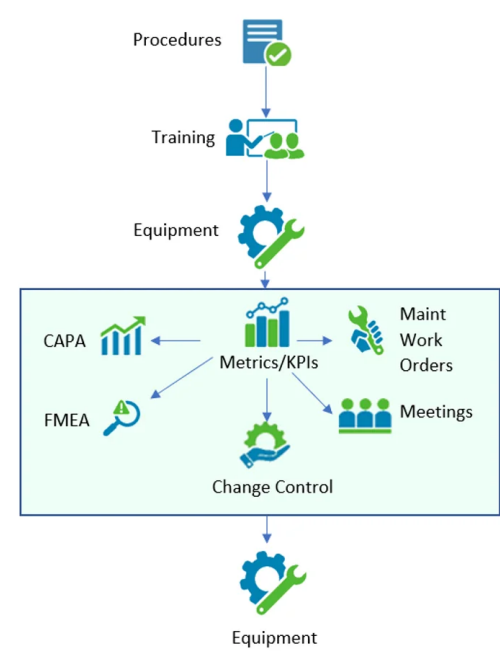 Procedures
Training
Equipment
CAPA
Metrics/KPIs
Maint
Work
Orders
FMEA
Meetings
Change Control
Equipment